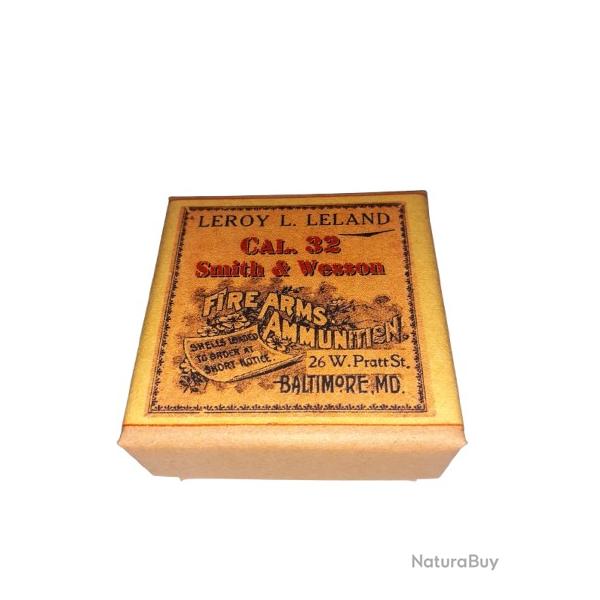 LEROY L. LELAND
CAL. 32
Smith & Wesson
FIRE ARMS
AMMUNITION.
SHELLS LOADED
TO ORDER AT
SHORT NOTICE.
26 W. Pratt St.
BALTIMORE, MD.
NaturaBuy